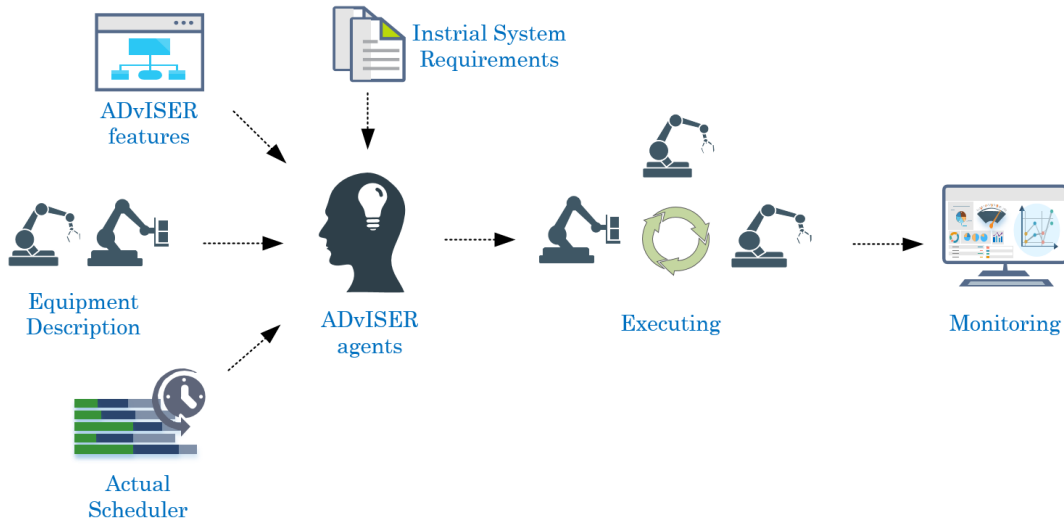 Instrial System
Requirements
ADvISER
features
Equipment
Description
ADvISER
agents
Executing
Monitoring
Actual
Scheduler